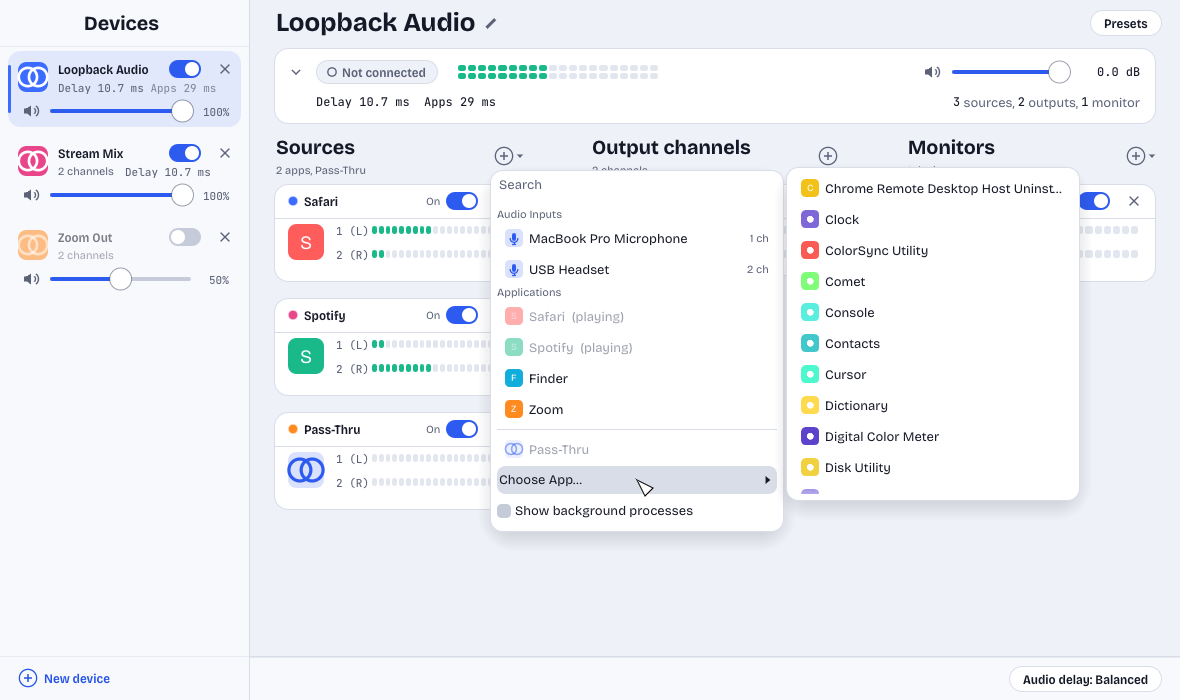 Devices
Loopback Audio
Delay 10.7 ms Apps 29 ms
100%
Stream Mix
2 channels Delay 10.7 ms
100%
Zoom Out
2 channels
50%
New device
Loopback Audio
Presets
Not connected
0.0 dB
Delay 10.7 ms Apps 29 ms
3 sources, 2 outputs, 1 monitor
Sources
2 apps, Pass-Thru
Output channels
Monitors
Safari
On
S
1 (L)
2 (R)
Spotify
On
S
1 (L)
2 (R)
Pass-Thru
On
1 (L)
2 (R)
Search
Audio Inputs
MacBook Pro Microphone 1 ch
USB Headset 2 ch
Applications
S Safari (playing)
S Spotify (playing)
F Finder
Z Zoom
Pass-Thru
Choose App...
Show background processes
C Chrome Remote Desktop Host Uninst..
Clock
ColorSync Utility
Comet
Console
Contacts
Cursor
Dictionary
Digital Color Meter
Disk Utility
Audio delay: Balanced